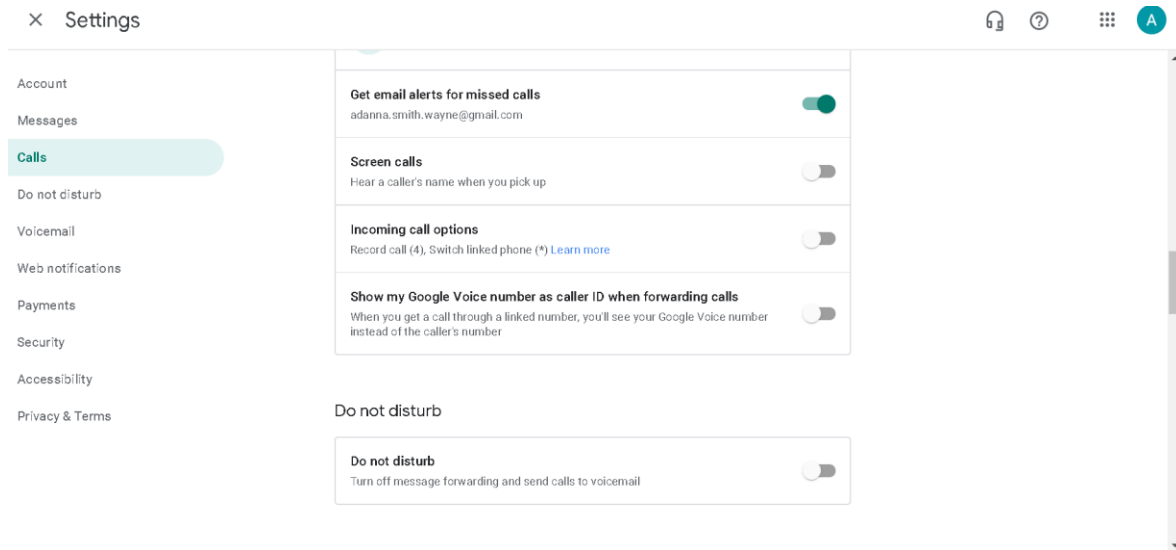 Settings
A
Account
Messages
Calls
Do not disturb
Voicemail
Web notifications
Payments
Security
Accessibility
Privacy & Terms
Get email alerts for missed calls
adanna.smith.wayne@gmail.com
Screen calls
Hear a caller's name when you pick up
Incoming call options
Record call (4), Switch linked phone (*) Learn more
Show my Google Voice number as caller ID when forwarding calls
When you get a call through a linked number, you'll see your Google Voice number
instead of the caller's number
Do not disturb
Do not disturb
Turn off message forwarding and send calls to voicemail